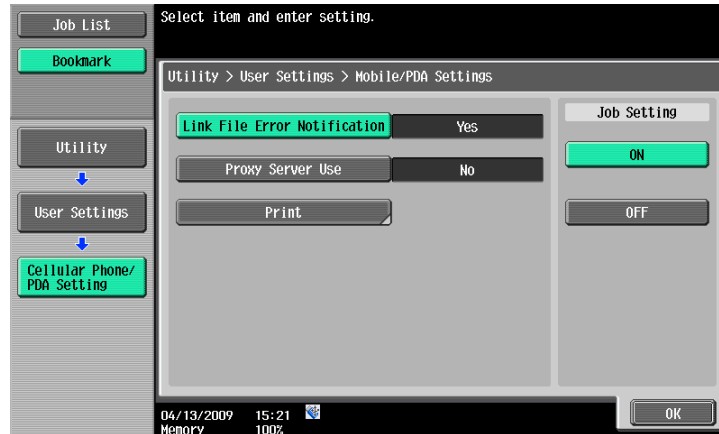 Job List
Bookmark
Utility
User Settings
Cellular Phone/
PDA Setting
Select item and enter setting.
Utility > User Settings > Mobile/PDA Settings
Link File Error Notification Yes
Proxy Server Use No
Print
Job Setting
ON
OFF
04/13/2009 15:21
Memory 100%
OK